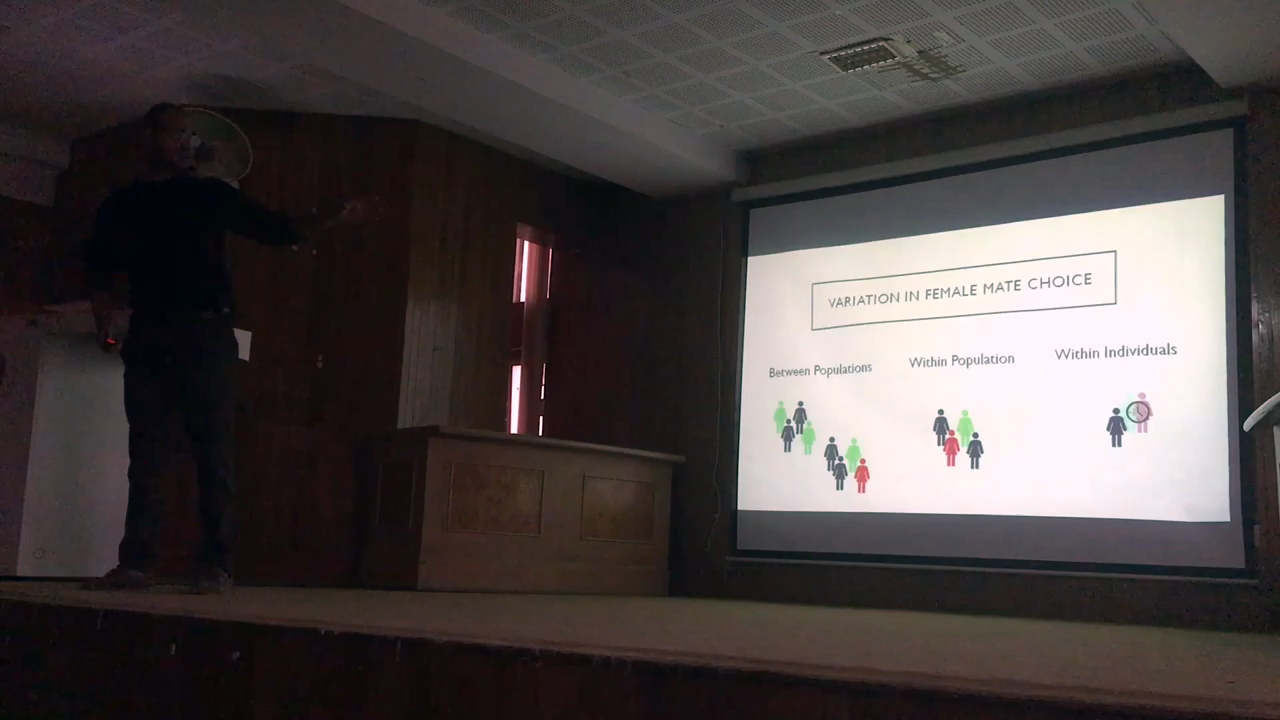 VARIATION IN FEMALE MATE CHOICE
Between Populations
Within Population
Within Individuals